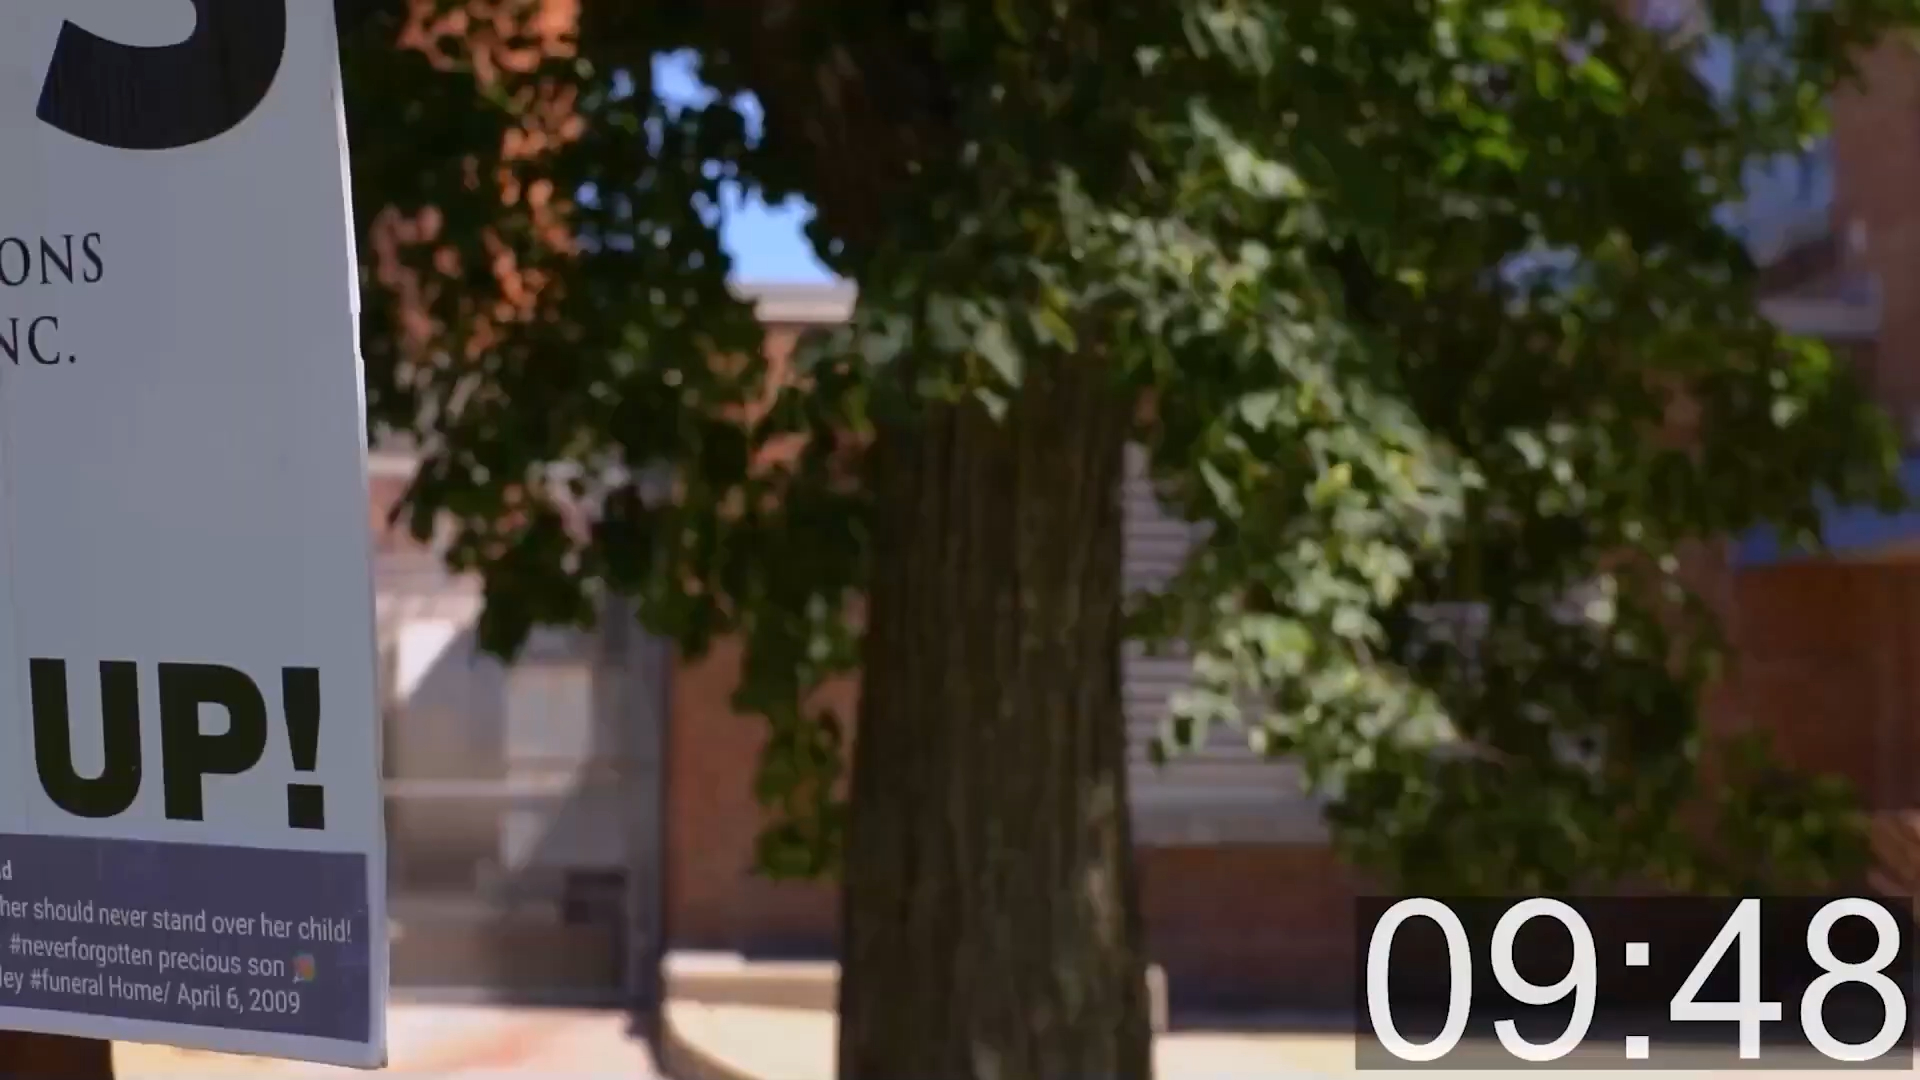 S
ONS
NC.
UP!
d
her should never stand over her child!
#neverforgotten precious son
ley #funeral Home/ April 6, 2009
09:48